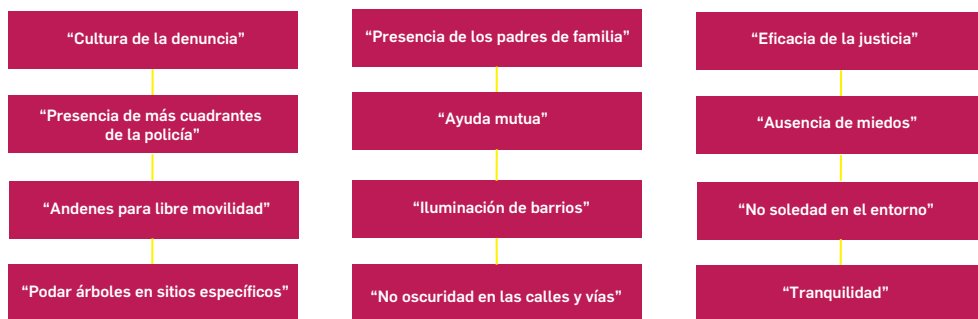 “Cultura de la denuncia”
“Presencia de más cuadrantes
de la policía”
“Andenes para libre movilidad”
“Podar árboles en sitios específicos”
“Presencia de los padres de familia”
“Ayuda mutua”
“Iluminación de barrios”
“No oscuridad en las calles y vías”
“Eficacia de la justicia”
“Ausencia de miedos”
“No soledad en el entorno”
“Tranquilidad”